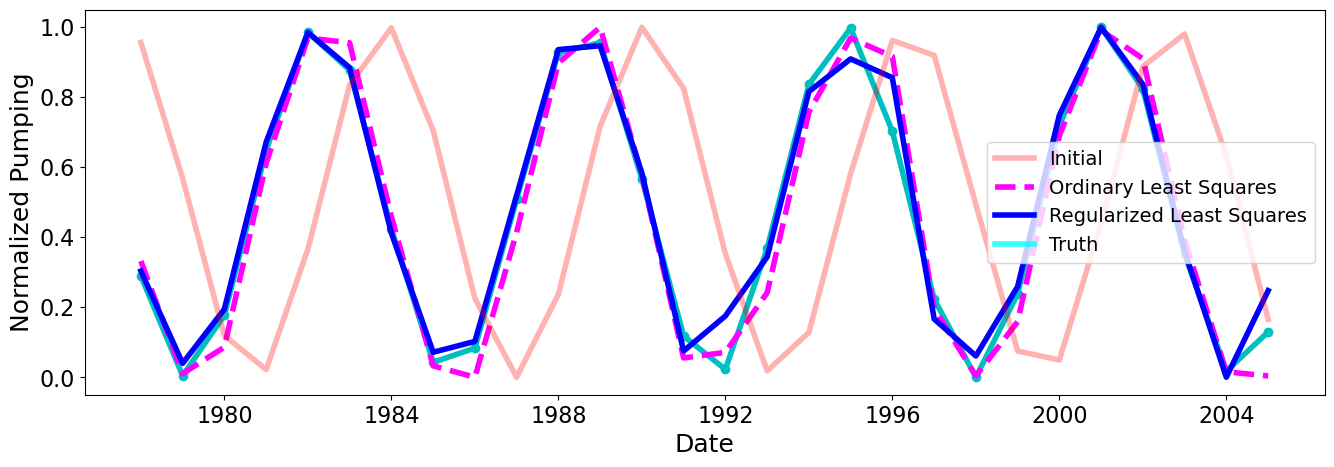 Normalized Pumping
1.0
0.8
0.6
0.4
0.2
0.0
Initial
Ordinary Least Squares
Regularized Least Squares
Truth
1980 1984 1988 1992 1996 2000 2004
Date